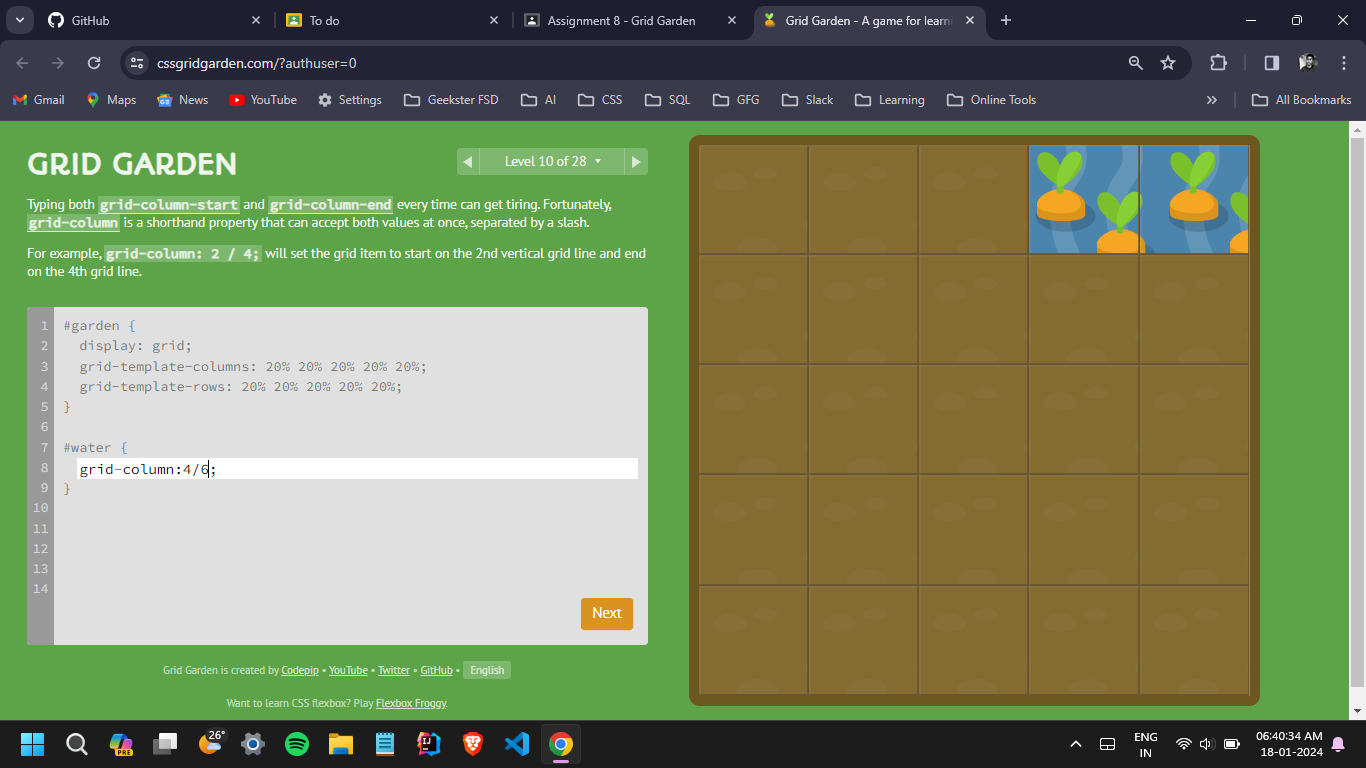 GitHub
To do
Assignment 8 - Grid Garden
Grid Garden - A game for learni
cssgridgarden.com/?authuser=0
Gmail
Maps
News
YouTube
Settings
Geekster FSD
AI
CSS
SQL
GFG
Slack
Learning
Online Tools
»
All Bookmarks
GRID GARDEN
Level 10 of 28
Typing both grid-column-start and grid-column-end every time can get tiring. Fortunately,
grid-column is a shorthand property that can accept both values at once, separated by a slash.
For example, grid-column: 2 / 4; will set the grid item to start on the 2nd vertical grid line and end
on the 4th grid line.
1 #garden {
2 display: grid;
3 grid-template-columns: 20% 20% 20% 20% 20%;
4 grid-template-rows: 20% 20% 20% 20% 20%;
5 }
6
7 #water {
8 grid-column:4/6;
9 }
10
11
12
13
14
Next
Grid Garden is created by Codepip • YouTube • Twitter • GitHub • English
Want to learn CSS flexbox? Play Flexbox Froggy.
PRE
26°
ENG
IN
06:40:34 AM
18-01-2024